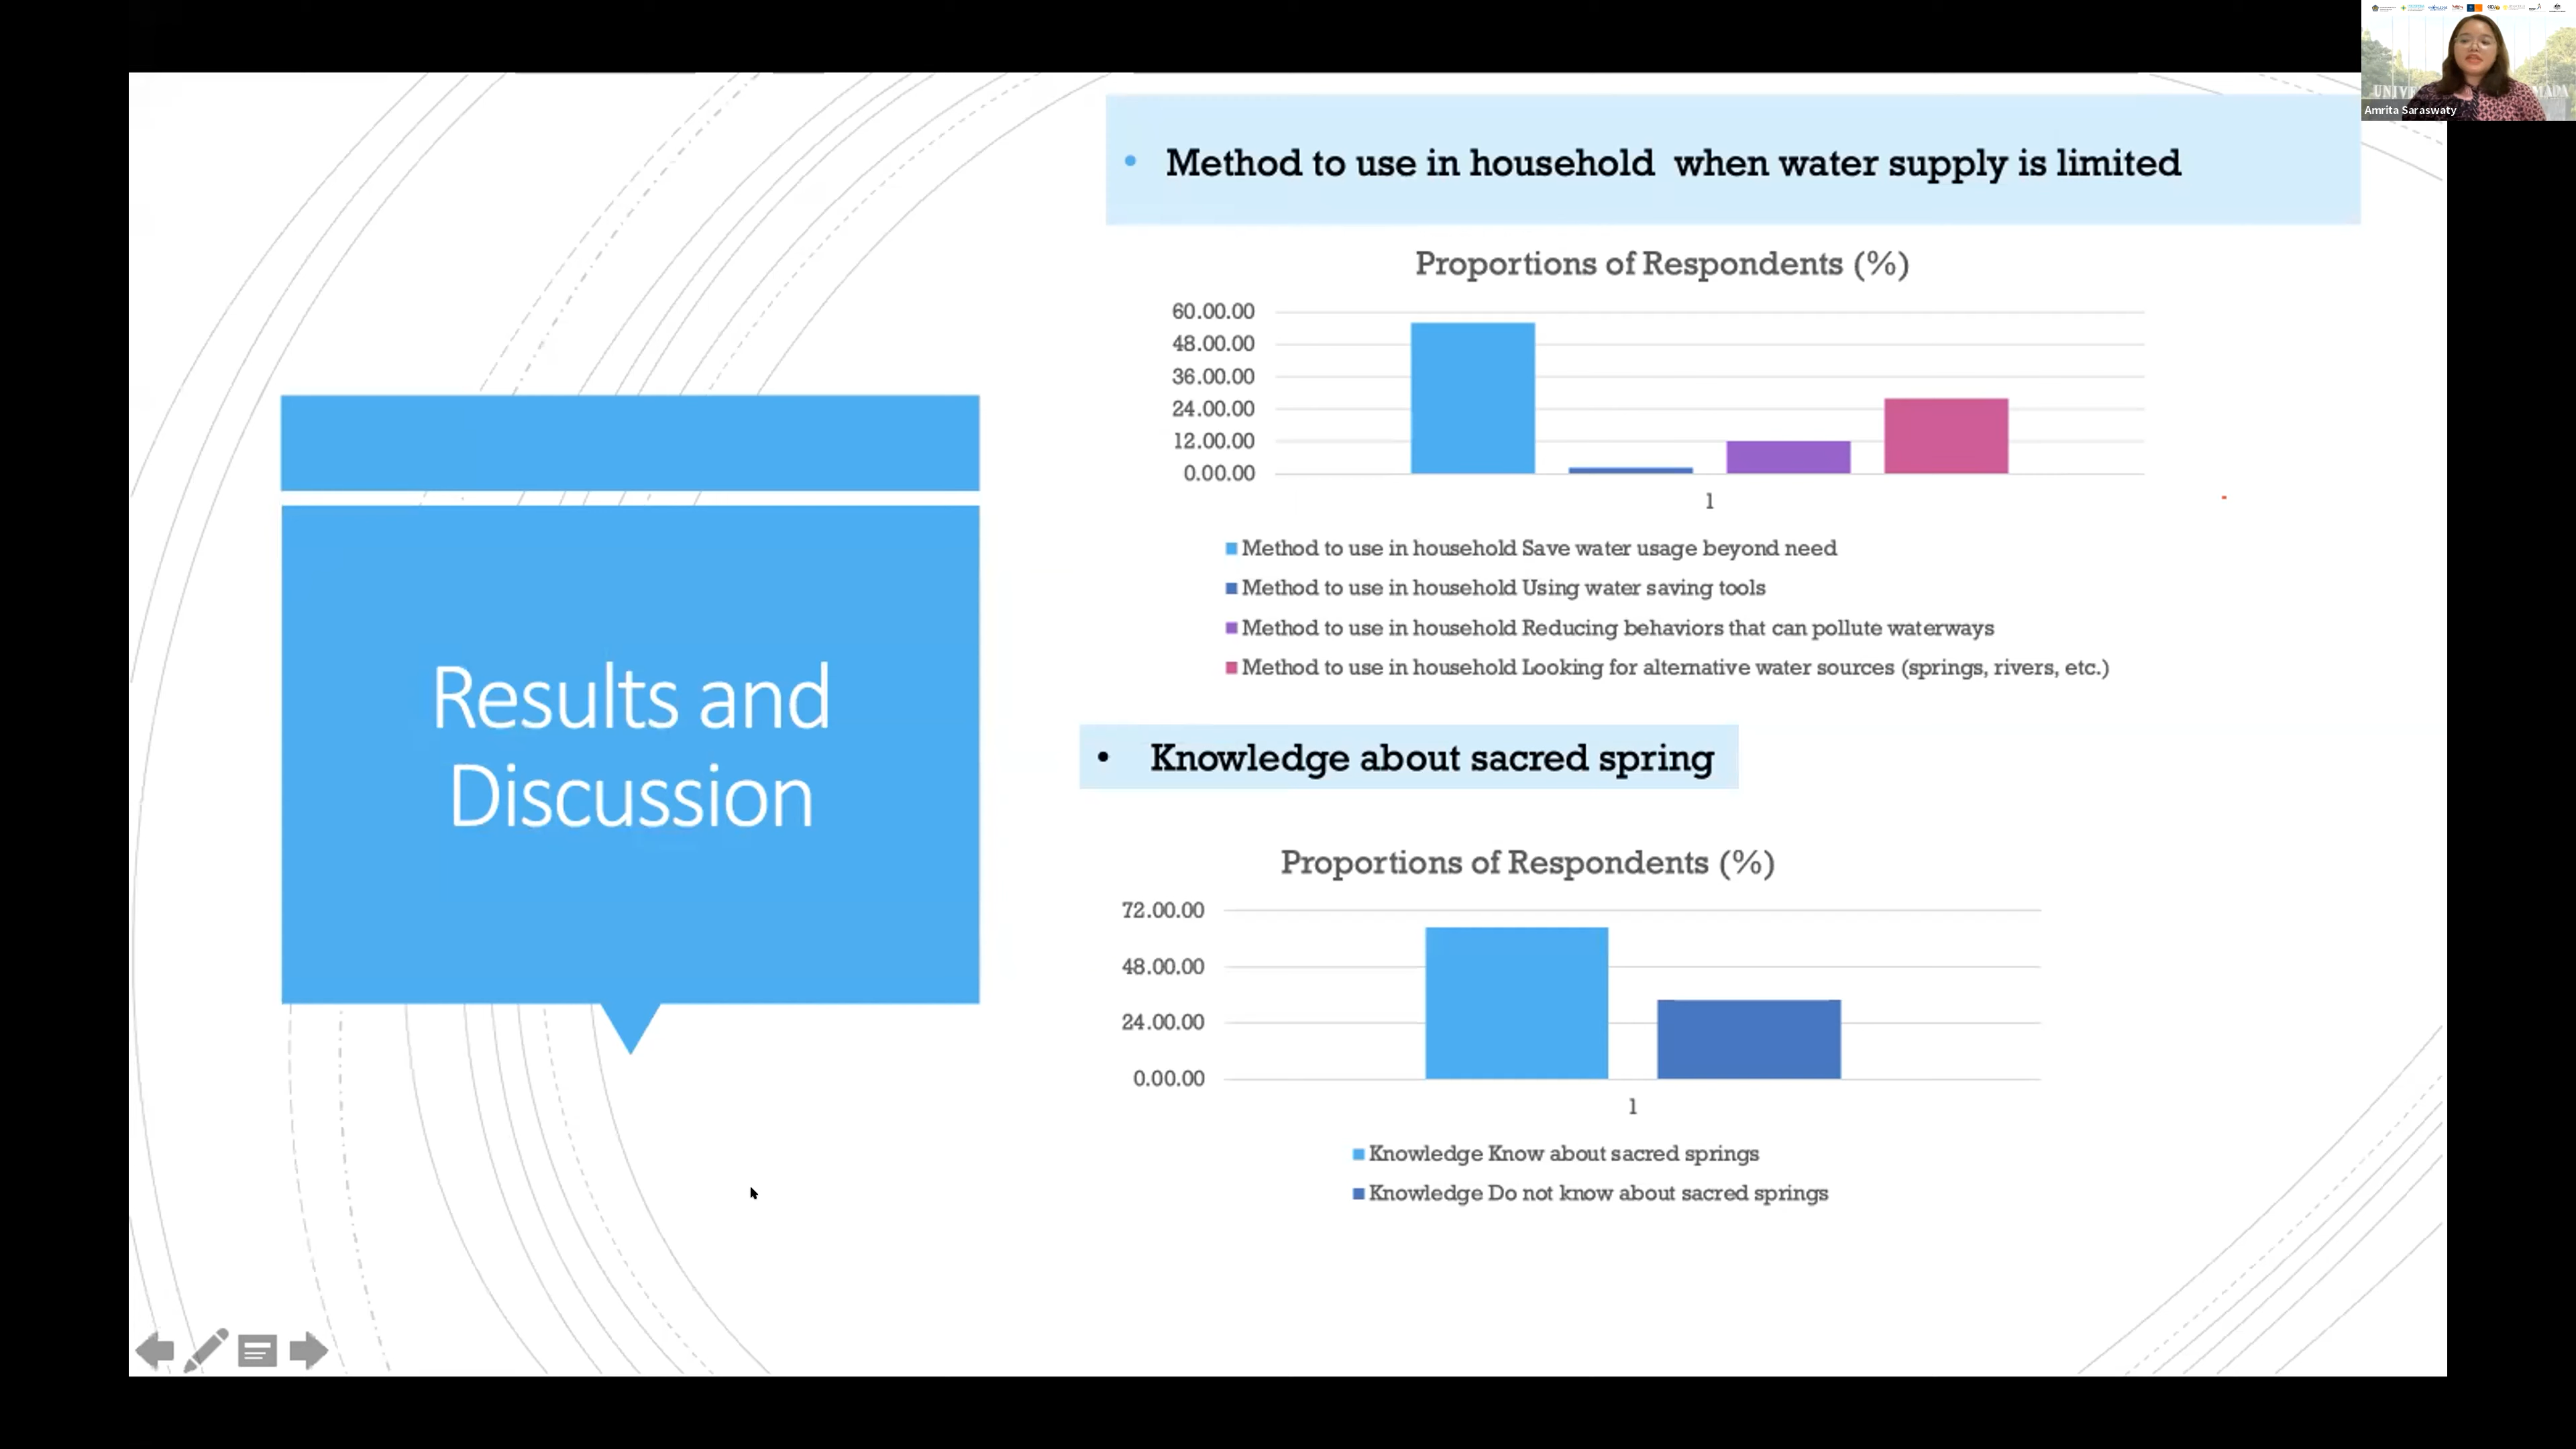 Amrita Saraswaty
Results and
Discussion
• Method to use in household when water supply is limited
Proportions of Respondents (%)
60.00.00
48.00.00
36.00.00
24.00.00
12.00.00
0.00.00
1
Method to use in household Save water usage beyond need
Method to use in household Using water saving tools
Method to use in household Reducing behaviors that can pollute waterways
Method to use in household Looking for alternative water sources (springs, rivers, etc.)
• Knowledge about sacred spring
Proportions of Respondents (%)
72.00.00
48.00.00
24.00.00
0.00.00
1
Knowledge Know about sacred springs
Knowledge Do not know about sacred springs